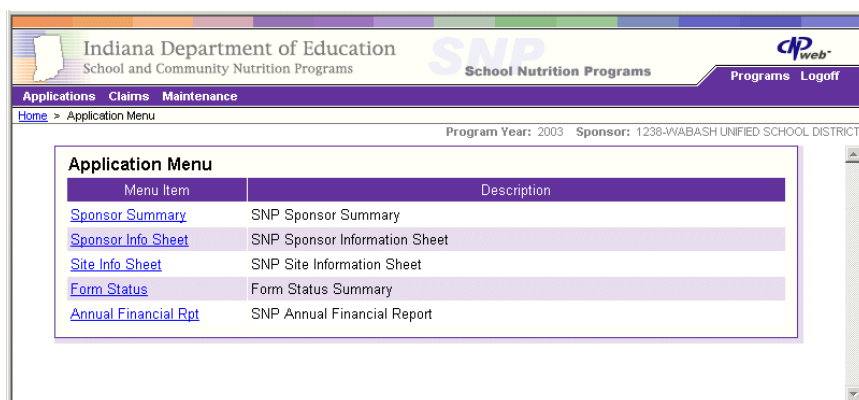 Indiana Department of Education
School and Community Nutrition Programs
SNP
School Nutrition Programs
CNPweb
Programs Logoff
Applications Claims Maintenance
Home > Application Menu
Program Year: 2003 Sponsor: 1238-WABASH UNIFIED SCHOOL DISTRICT
Application Menu
Menu Item Description
Sponsor Summary SNP Sponsor Summary
Sponsor Info Sheet SNP Sponsor Information Sheet
Site Info Sheet SNP Site Information Sheet
Form Status Form Status Summary
Annual Financial Rpt SNP Annual Financial Report